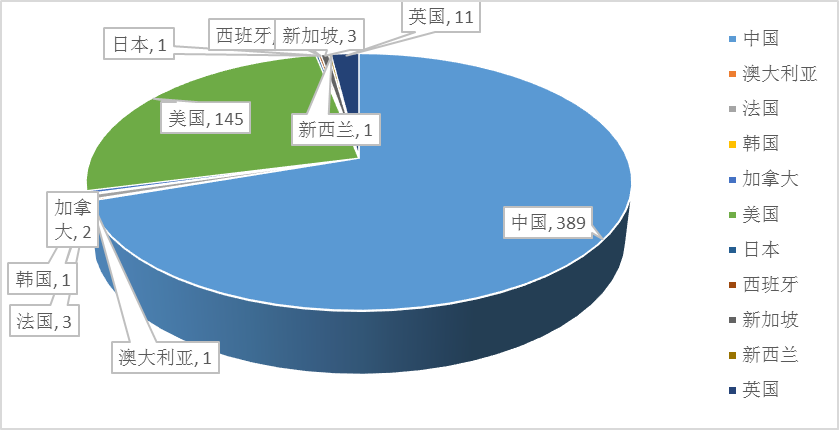 日本, 1
西班牙,
新加坡, 3
英国, 11
美国, 145
新西兰, 1
中国, 389
加拿
大, 2
韩国, 1
法国, 3
澳大利亚, 1
中国
澳大利亚
法国
韩国
加拿大
美国
日本
西班牙
新加坡
新西兰
英国